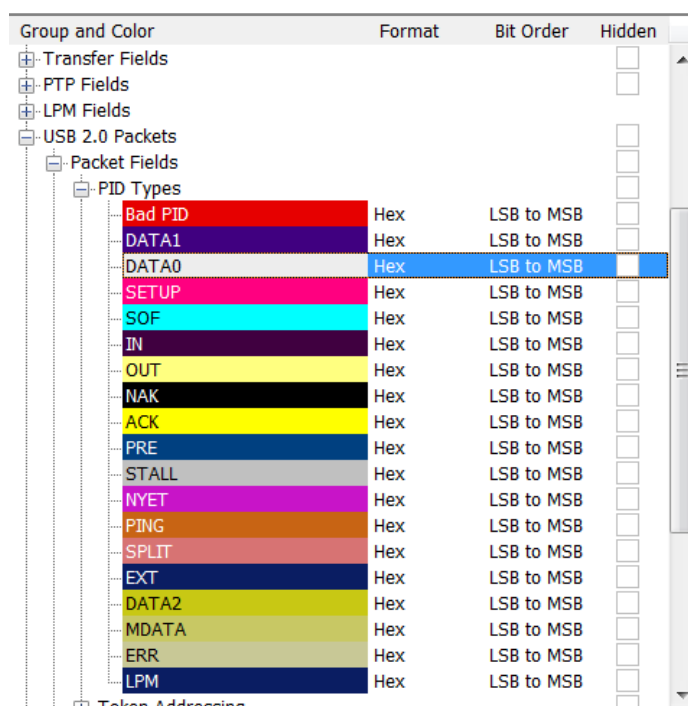 Group and Color Format Bit Order Hidden
Transfer Fields
PTP Fields
LPM Fields
USB 2.0 Packets
Packet Fields
PID Types
Bad PID Hex LSB to MSB
DATA1 Hex LSB to MSB
DATA0 Hex LSB to MSB
SETUP Hex LSB to MSB
SOF Hex LSB to MSB
IN Hex LSB to MSB
OUT Hex LSB to MSB
NAK Hex LSB to MSB
ACK Hex LSB to MSB
PRE Hex LSB to MSB
STALL Hex LSB to MSB
NYET Hex LSB to MSB
PING Hex LSB to MSB
SPLIT Hex LSB to MSB
EXT Hex LSB to MSB
DATA2 Hex LSB to MSB
MDATA Hex LSB to MSB
ERR Hex LSB to MSB
LPM Hex LSB to MSB
Token Addressing